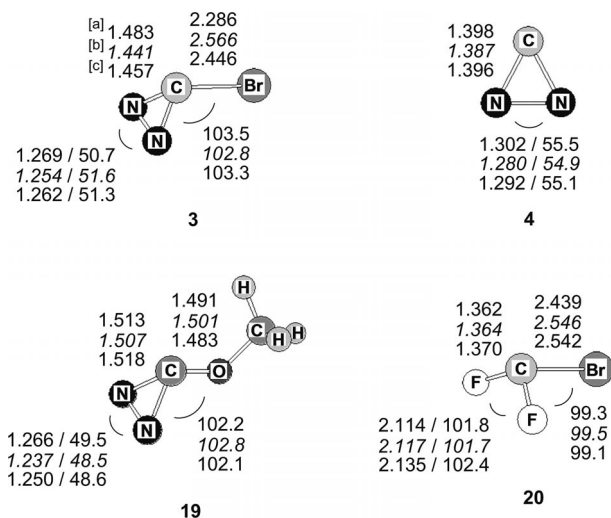 [a] 1.483
[b] 1.441
[c] 1.457
2.286
2.566
2.446
C
Br
N
N
103.5
102.8
103.3
1.269 / 50.7
1.254 / 51.6
1.262 / 51.3
3
1.398
1.387
1.396
C
N
N
1.302 / 55.5
1.280 / 54.9
1.292 / 55.1
4
H
1.491
1.501
1.483
1.513
1.507
1.518
C
H
H
C
O
N
N
102.2
102.8
102.1
1.266 / 49.5
1.237 / 48.5
1.250 / 48.6
19
1.362
1.364
1.370
2.439
2.546
2.542
C
Br
F
F
99.3
99.5
99.1
2.114 / 101.8
2.117 / 101.7
2.135 / 102.4
20